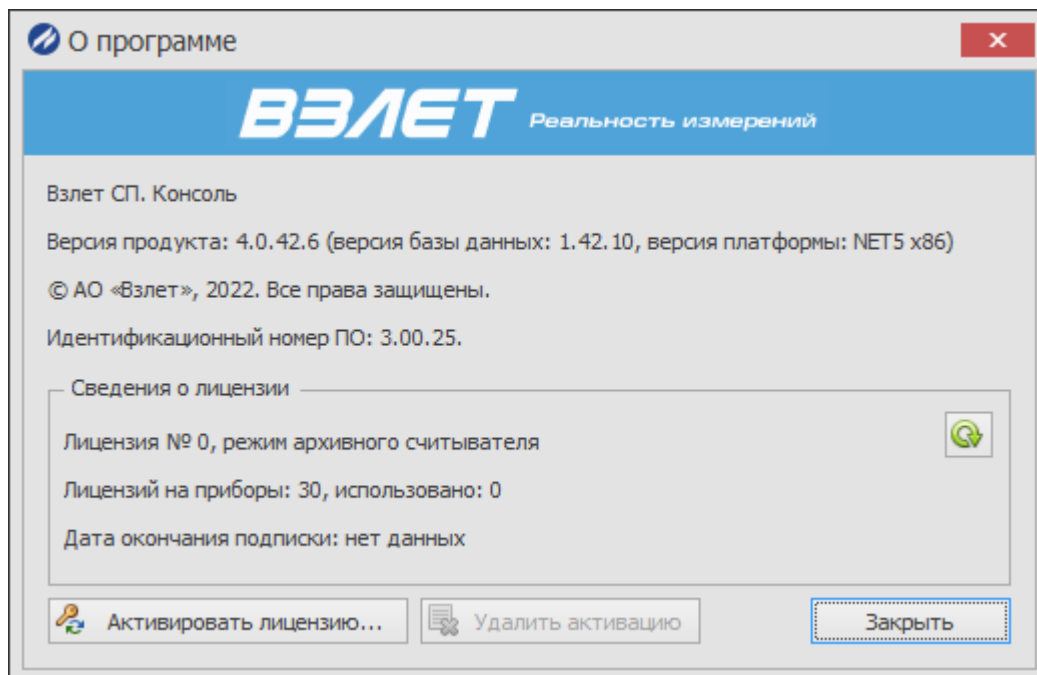 О программе
ВЗЛЕТ Реальность измерений
Взлет СП. Консоль
Версия продукта: 4.0.42.6 (версия базы данных: 1.42.10, версия платформы: NET5 x86)
© АО «Взлет», 2022. Все права защищены.
Идентификационный номер ПО: 3.00.25.
Сведения о лицензии
Лицензия № 0, режим архивного считывателя
Лицензий на приборы: 30, использовано: 0
Дата окончания подписки: нет данных
Активировать лицензию... Удалить активацию Закрыть